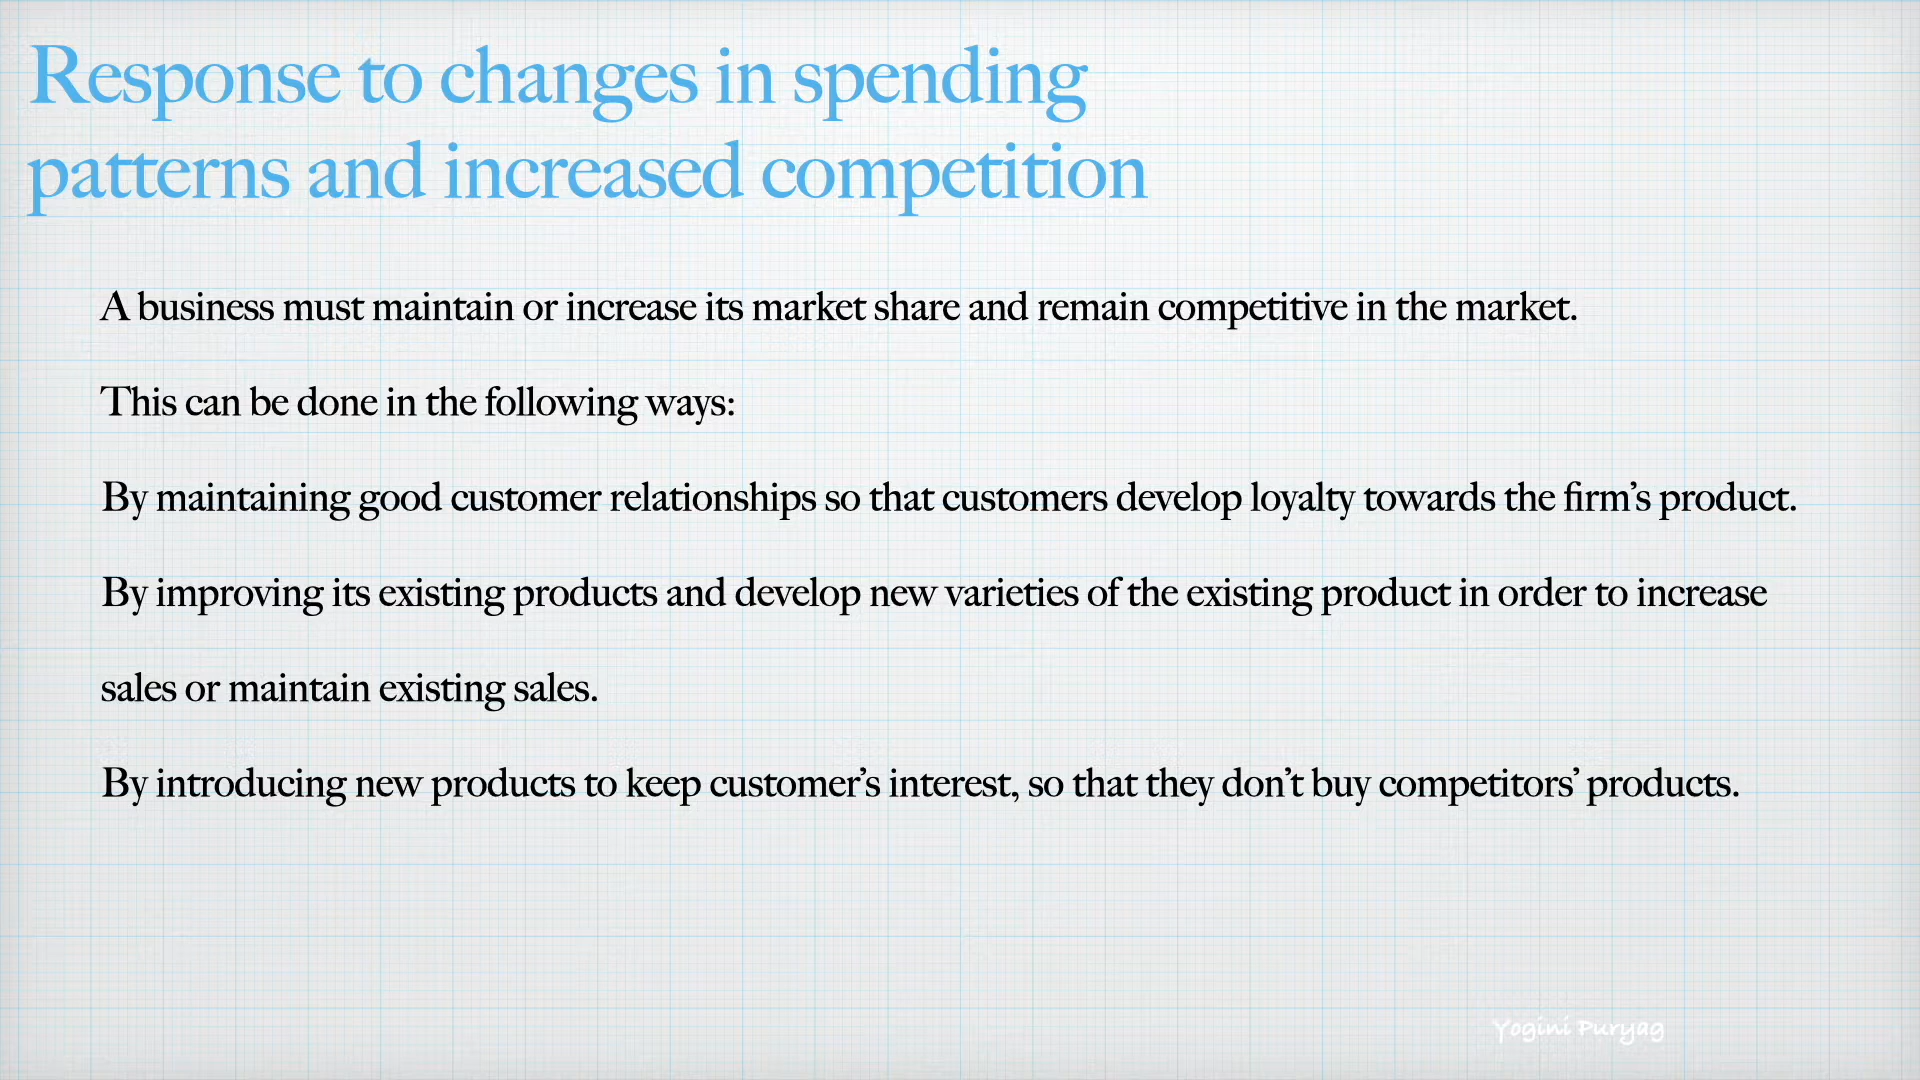 Response to changes in spending
patterns and increased competition
A business must maintain or increase its market share and remain competitive in the market.
This can be done in the following ways:
By maintaining good customer relationships so that customers develop loyalty towards the firm’s product.
By improving its existing products and develop new varieties of the existing product in order to increase
sales or maintain existing sales.
By introducing new products to keep customer’s interest, so that they don’t buy competitors’ products.
Yogini Puryag